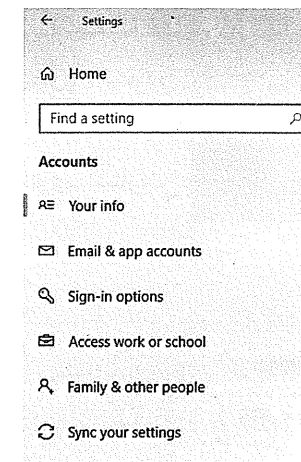 Settings
Home
Find a setting
Accounts
Your info
Email & app accounts
Sign-in options
Access work or school
Family & other people
Sync your settings